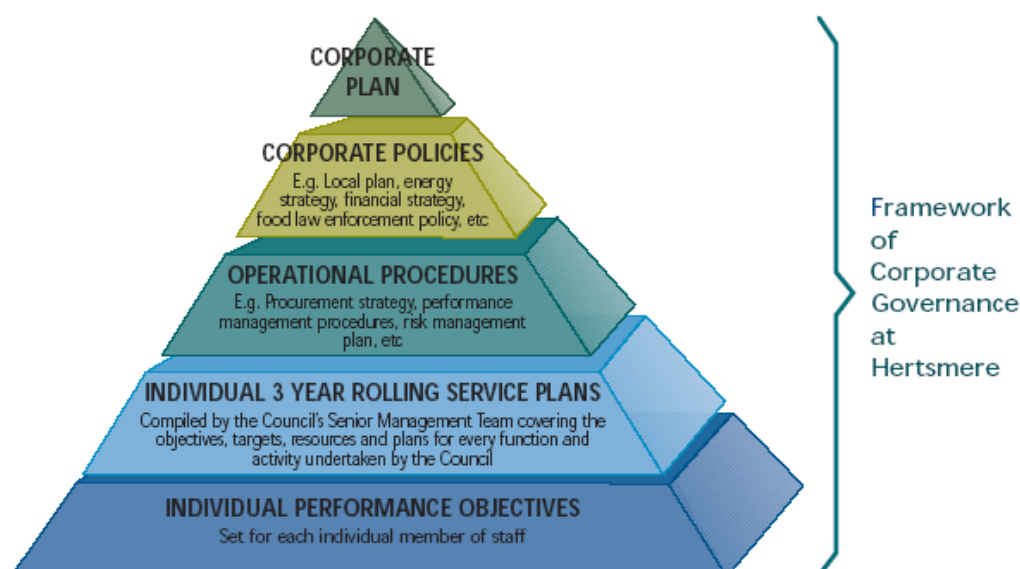 CORPORATE
PLAN
CORPORATE POLICIES
E.g. Local plan, energy
strategy, financial strategy,
food law enforcement policy, etc
OPERATIONAL PROCEDURES
E.g. Procurement strategy, performance
management procedures, risk management
plan, etc
INDIVIDUAL 3 YEAR ROLLING SERVICE PLANS
Compiled by the Council's Senior Management Team covering the
objectives, targets, resources and plans for every function and
activity undertaken by the Council
INDIVIDUAL PERFORMANCE OBJECTIVES
Set for each individual member of staff
Framework
of
Corporate
Governance
at
Hertsmere